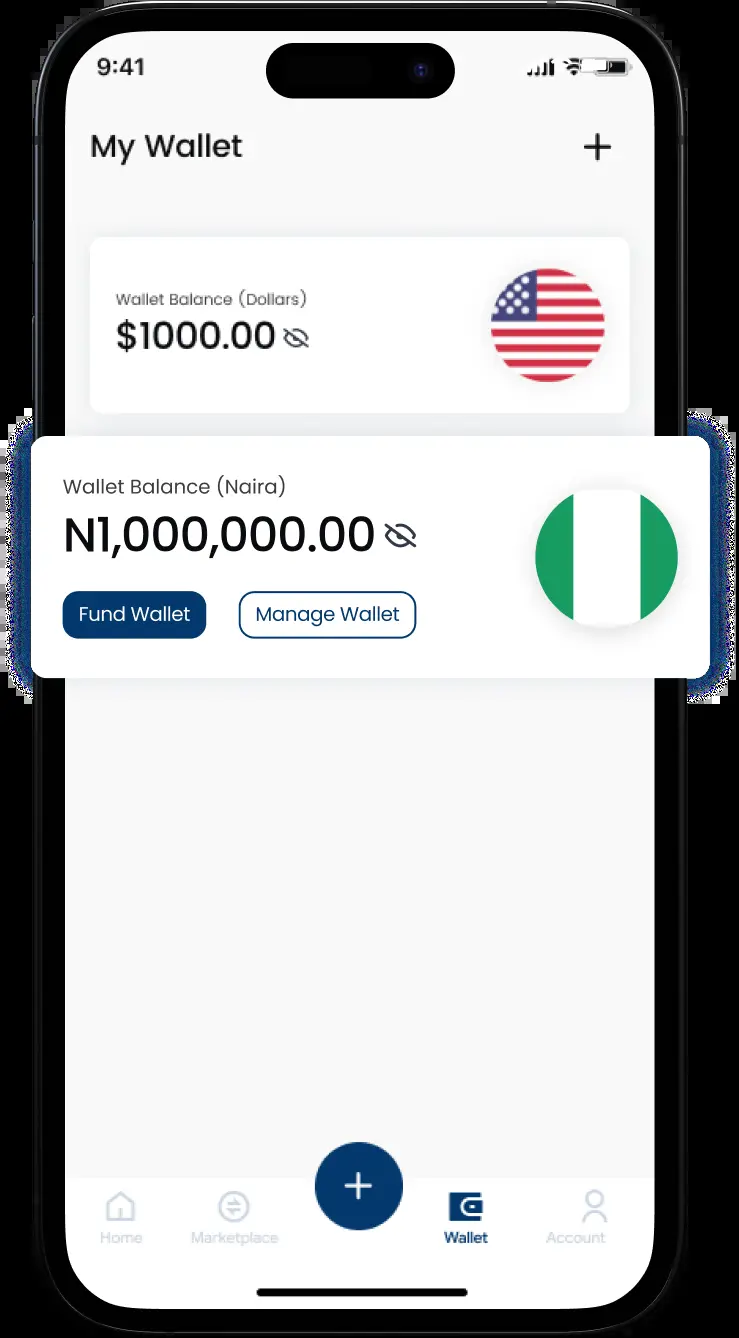 9:41
My Wallet
Wallet Balance (Dollars)
$1000.00
Wallet Balance (Naira)
N1,000,000.00
Fund Wallet
Manage Wallet
Home
Marketplace
Wallet
Account